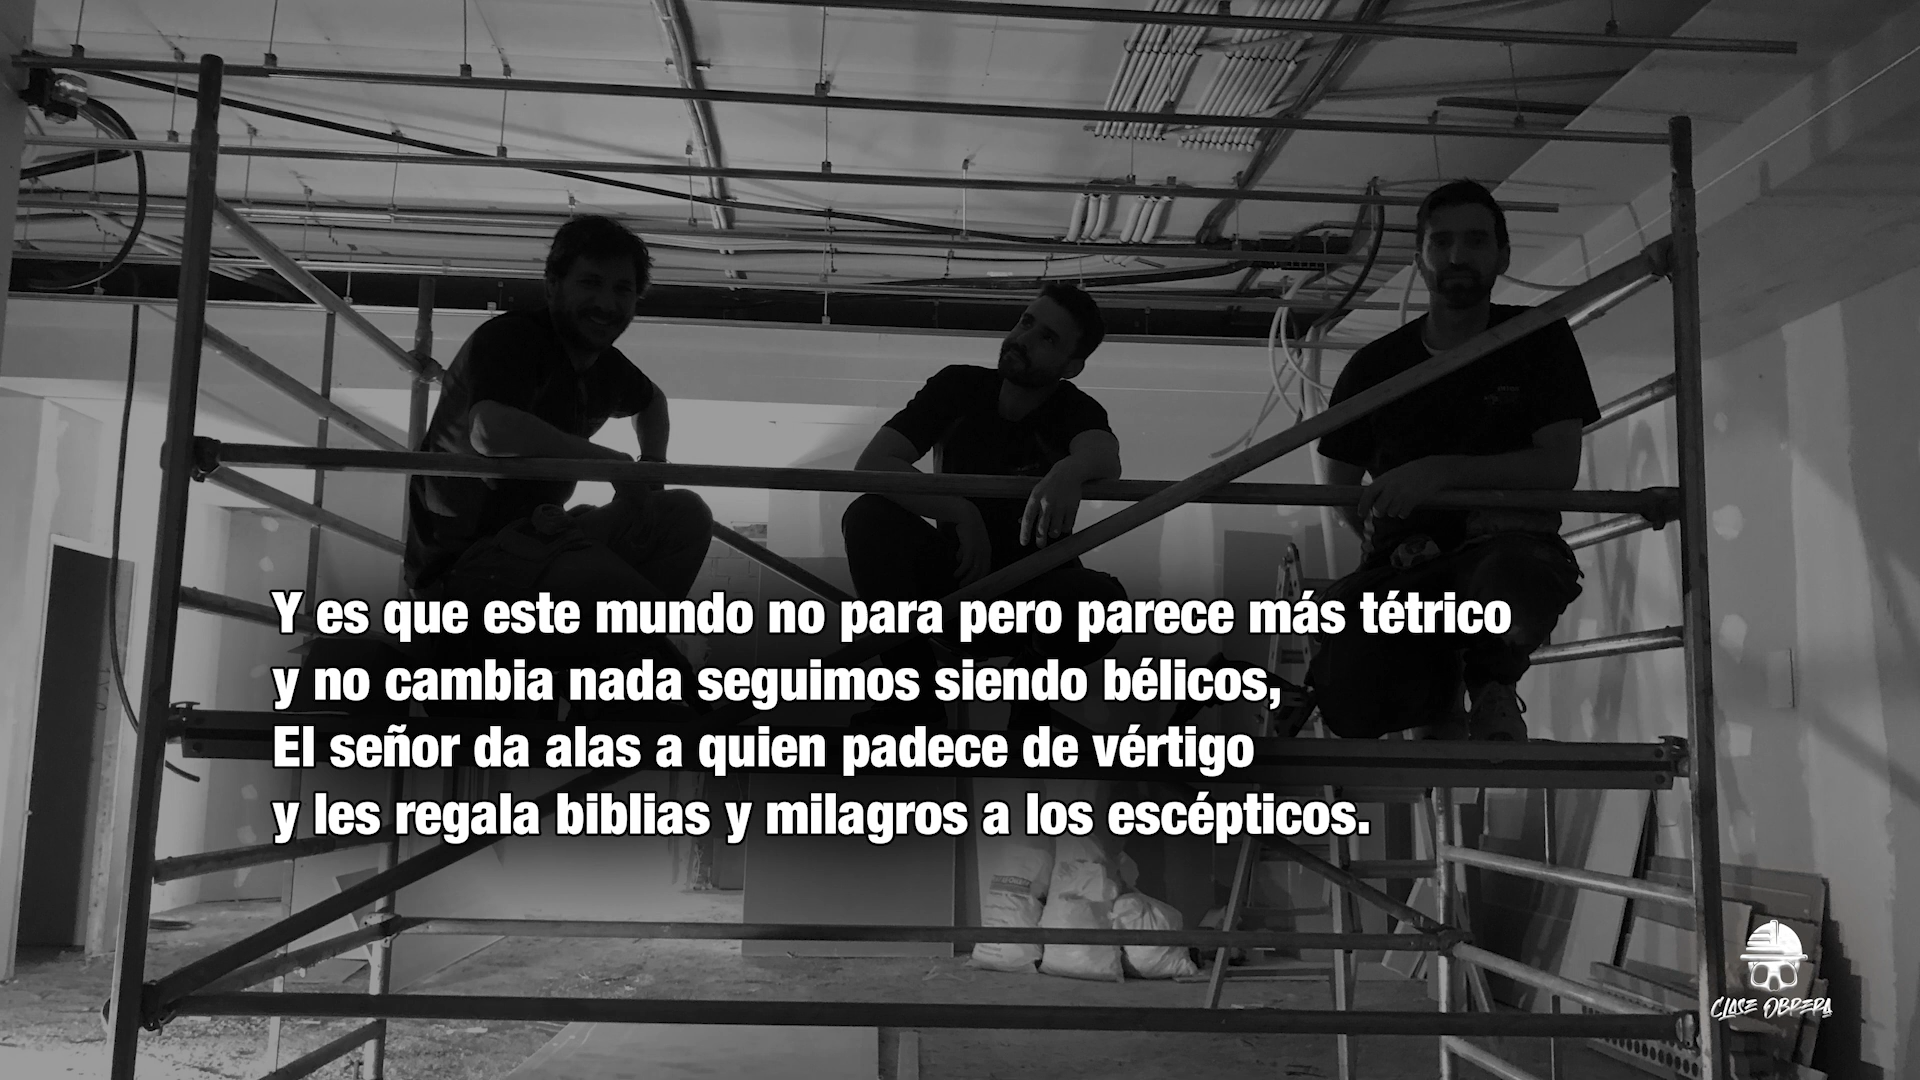 Y es que este mundo no para pero parece más tétrico
y no cambia nada seguimos siendo bélicos,
El señor da alas a quien padece de vértigo
y les regala biblias y milagros a los escépticos.
CLASE OBRERA